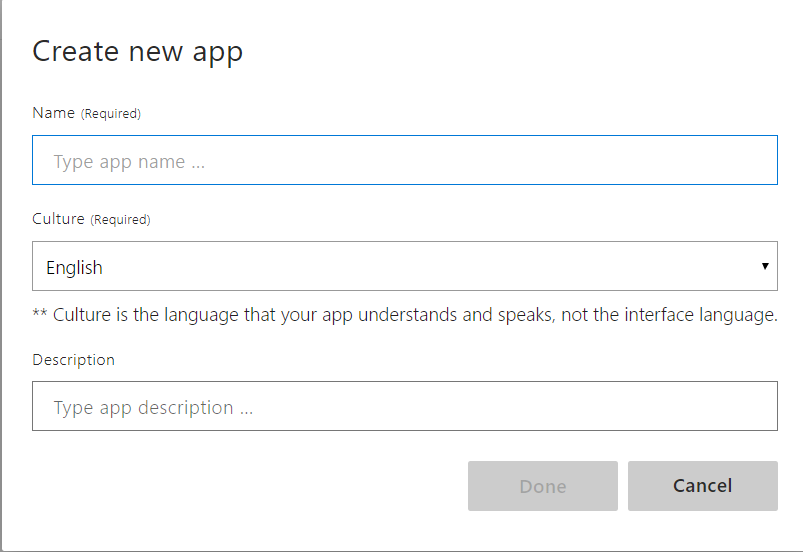 Create new app
Name (Required)
Type app name ...
Culture (Required)
English
** Culture is the language that your app understands and speaks, not the interface language.
Description
Type app description ...
Done
Cancel